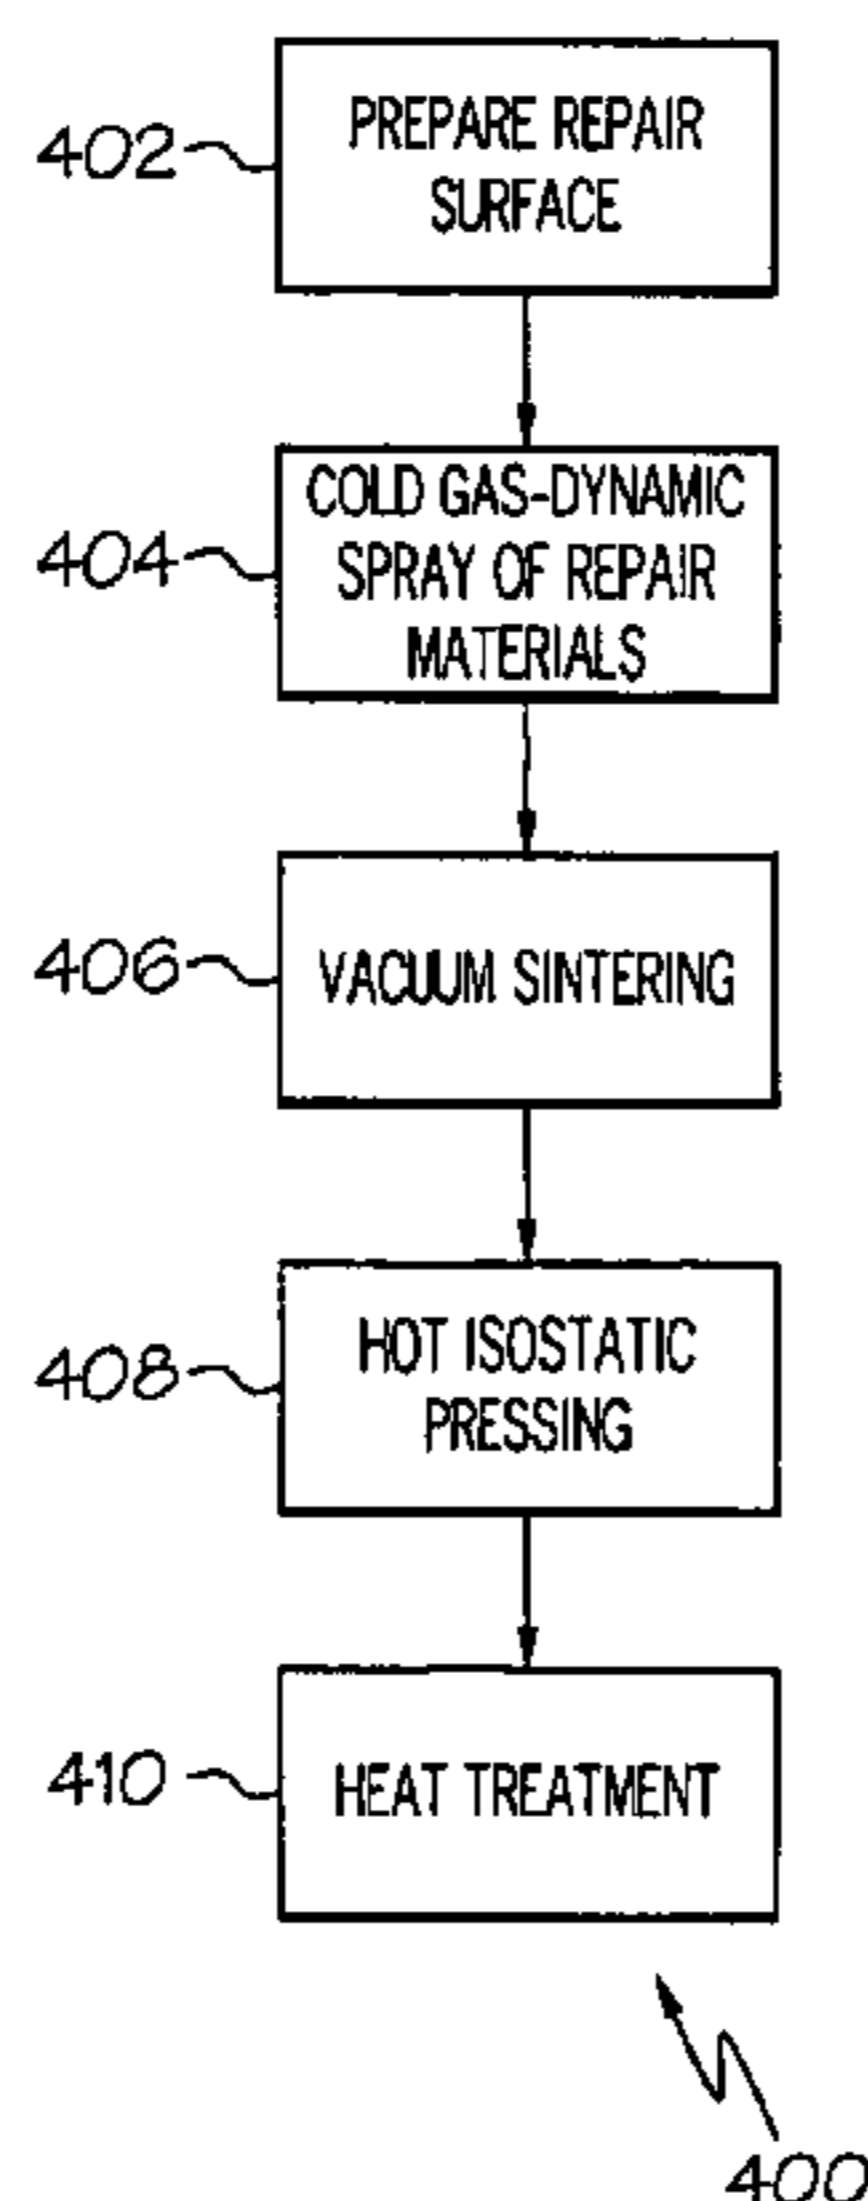 402
PREPARE REPAIR
SURFACE
404
COLD GAS-DYNAMIC
SPRAY OF REPAIR
MATERIALS
406
VACUUM SINTERING
408
HOT ISOSTATIC
PRESSING
410
HEAT TREATMENT
400